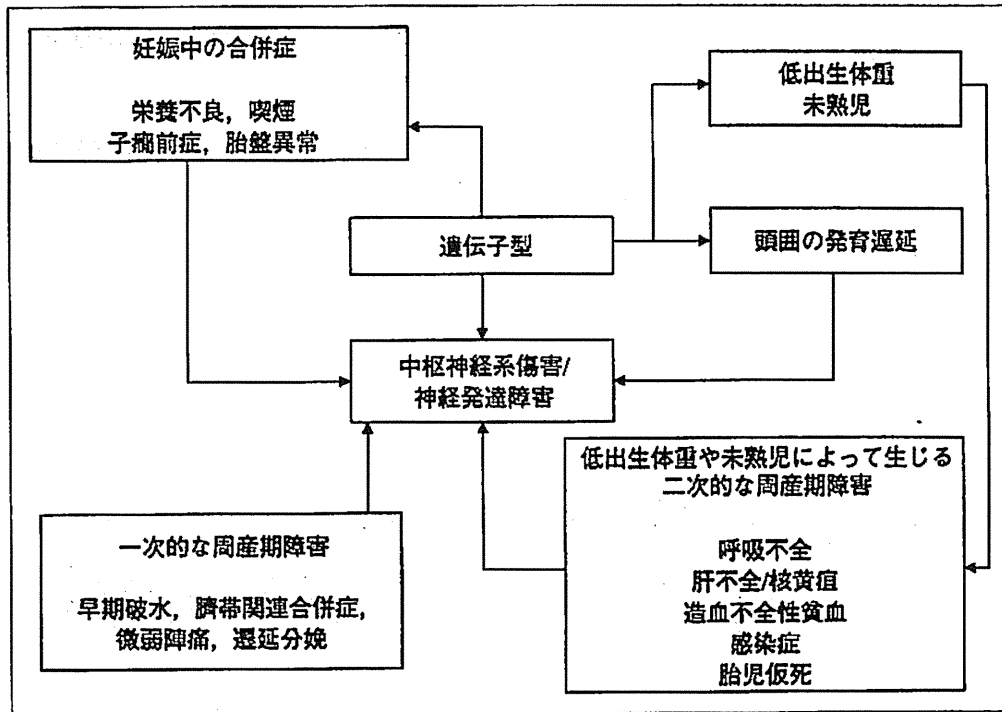 妊娠中の合併症
栄養不良，喫煙
子癇前症，胎盤異常
低出生体重
未熟児
遺伝子型
頭囲の発育遅延
中枢神経系傷害/
神経発達障害
低出生体重や未熟児によって生じる
二次的な周産期障害
呼吸不全
肝不全/核黄疸
造血不全性貧血
感染症
胎児仮死
一次的な周産期障害
早期破水，臍帯関連合併症，
微弱陣痛，遅延分娩